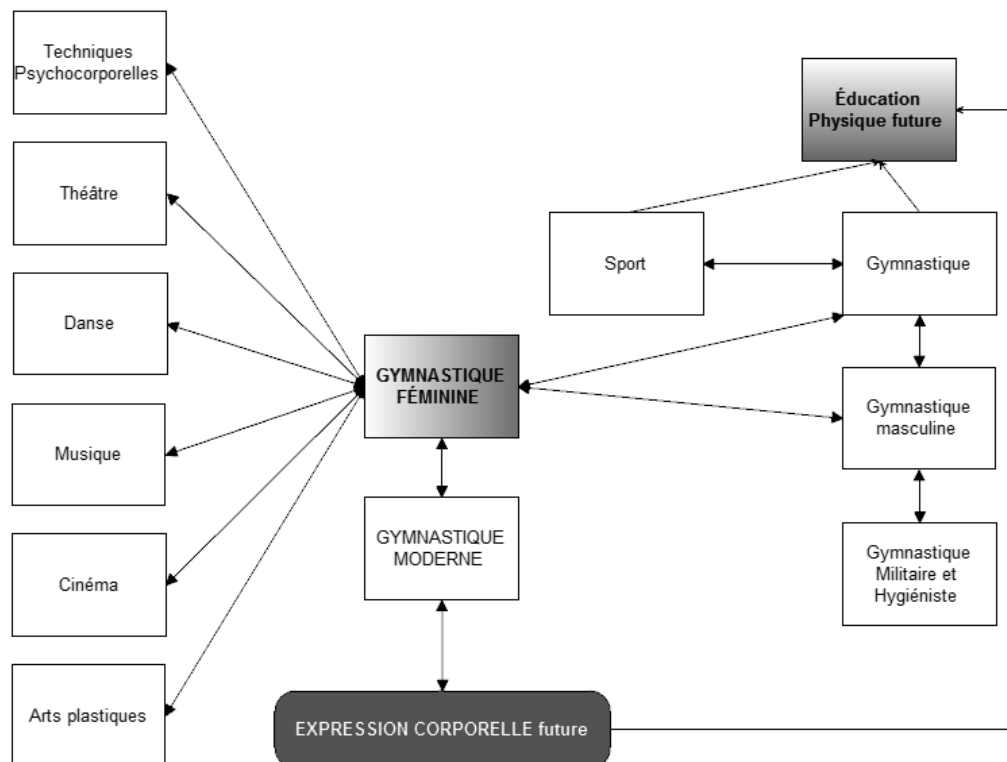 Techniques
Psychocorporelles
Théâtre
Danse
Musique
Cinéma
Arts plastiques
GYMNASTIQUE
FÉMININE
GYMNASTIQUE
MODERNE
EXPRESSION CORPORELLE future
Éducation
Physique future
Sport
Gymnastique
Gymnastique
masculine
Gymnastique
Militaire et
Hygiéniste